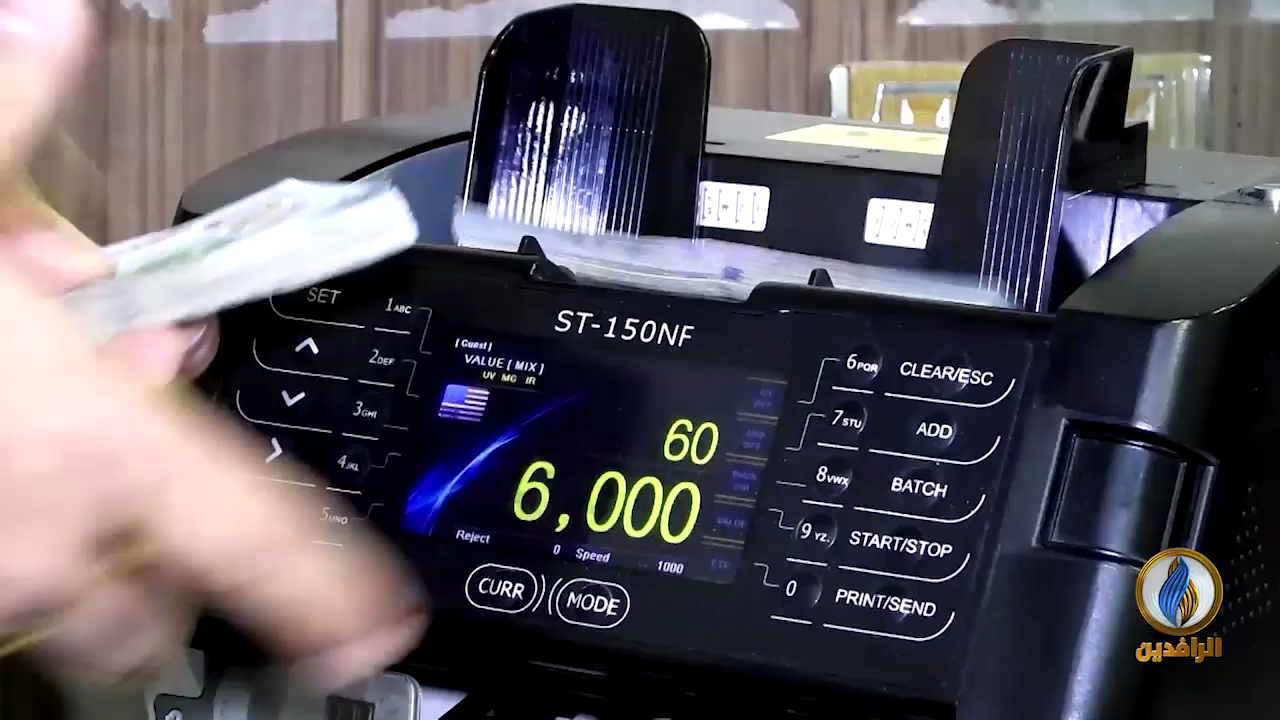 ST-150NF
SET
1ABC
2DEF
3GHI
4JKL
5MNO
[ Guest ]
VALUE [ MIX ]
UV MG IR
60
6,000
Reject 0 Speed 1000
VALUE
CURR
MODE
6PQR CLEAR/ESC
7STU ADD
8VWX BATCH
9YZ. START/STOP
0 PRINT/SEND
الرافدين